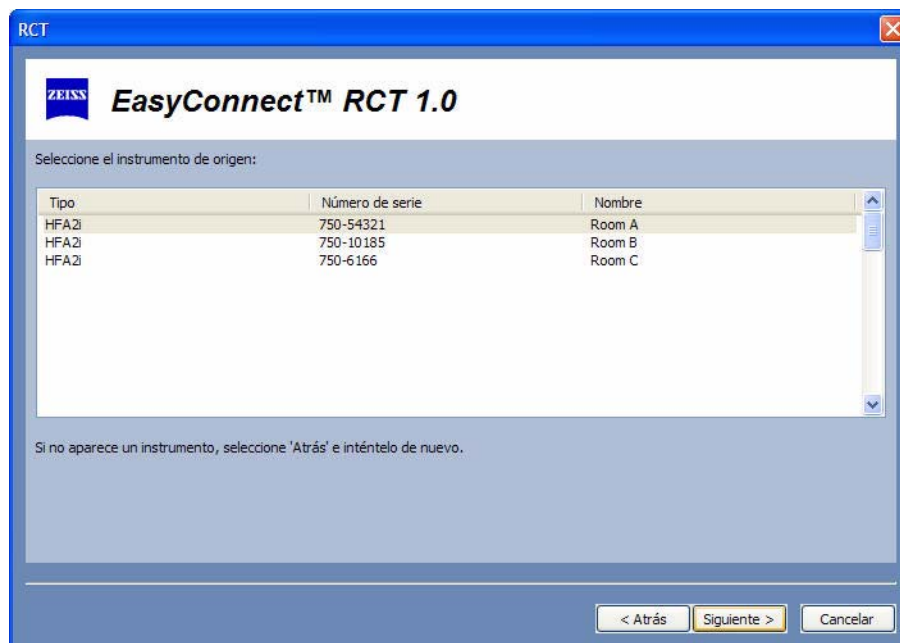 RCT
ZEISS
EasyConnect™ RCT 1.0
Seleccione el instrumento de origen:
Tipo Número de serie Nombre
HFA2i 750-54321 Room A
HFA2i 750-10185 Room B
HFA2i 750-6166 Room C
Si no aparece un instrumento, seleccione 'Atrás' e inténtelo de nuevo.
< Atrás Siguiente > Cancelar